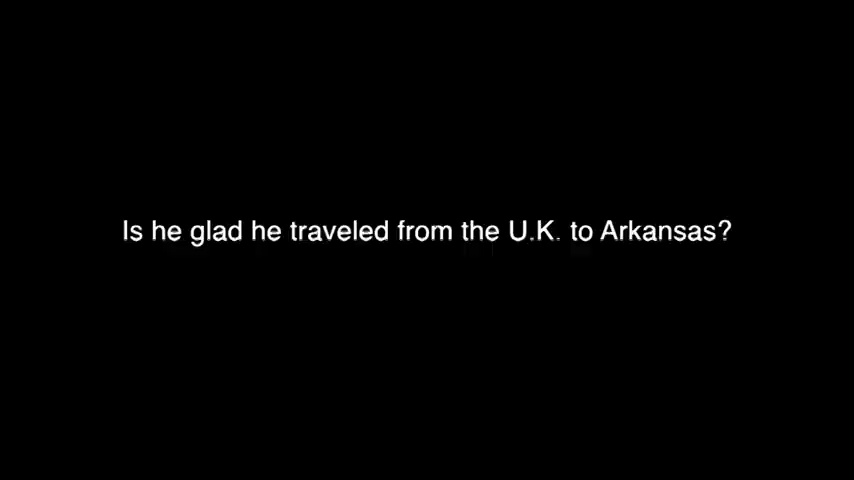 Is he glad he traveled from the U.K. to Arkansas?